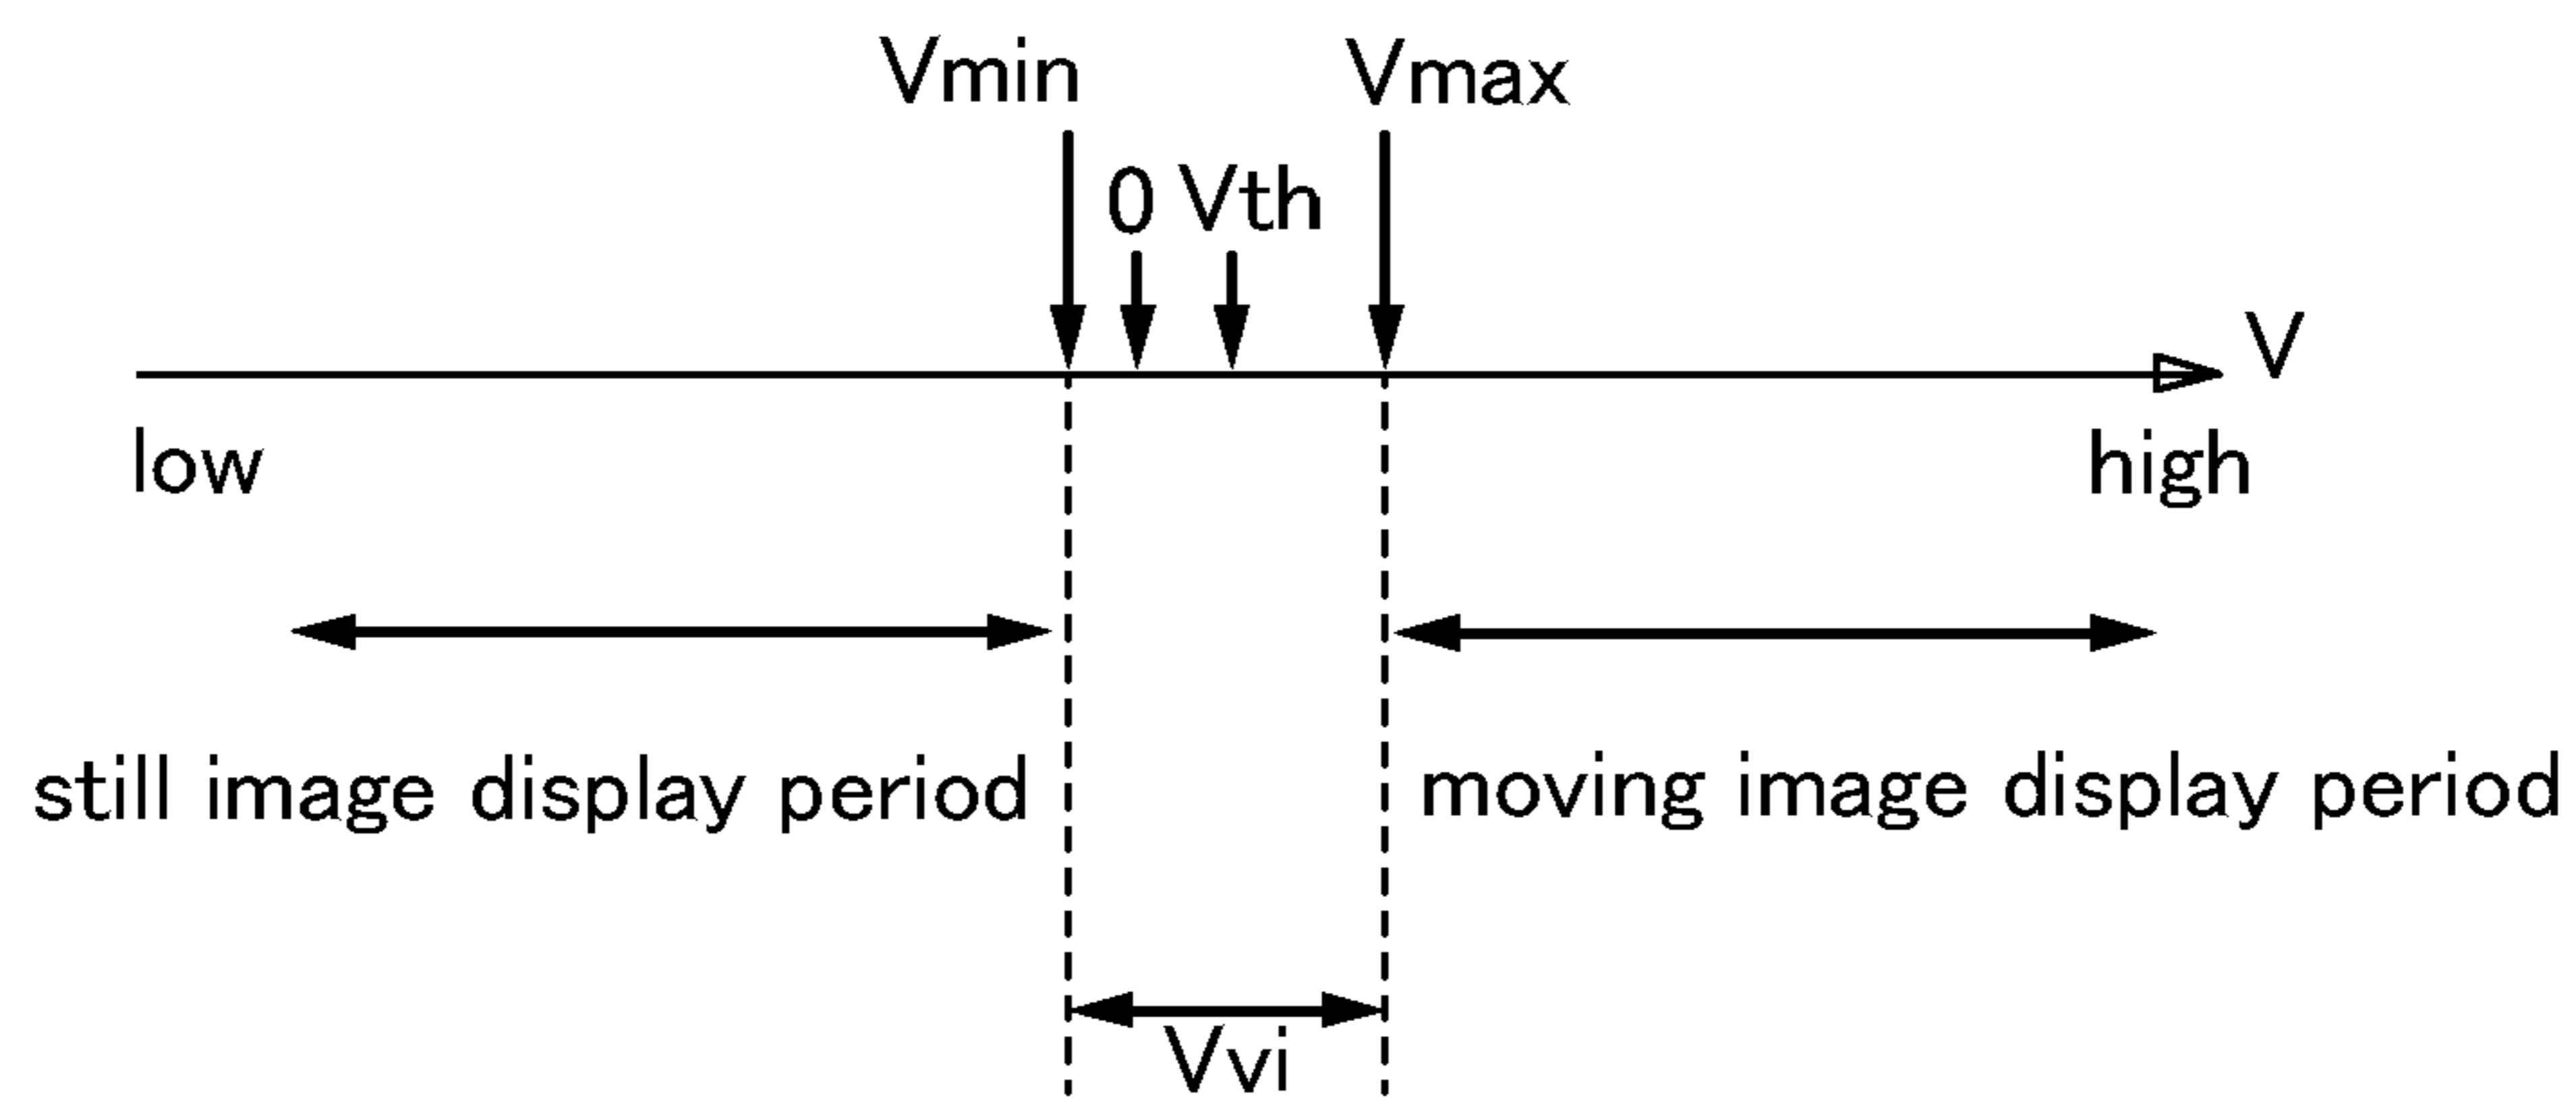 Vmin Vmax
0 Vth
V
low high
still image display period moving image display period
Vvi